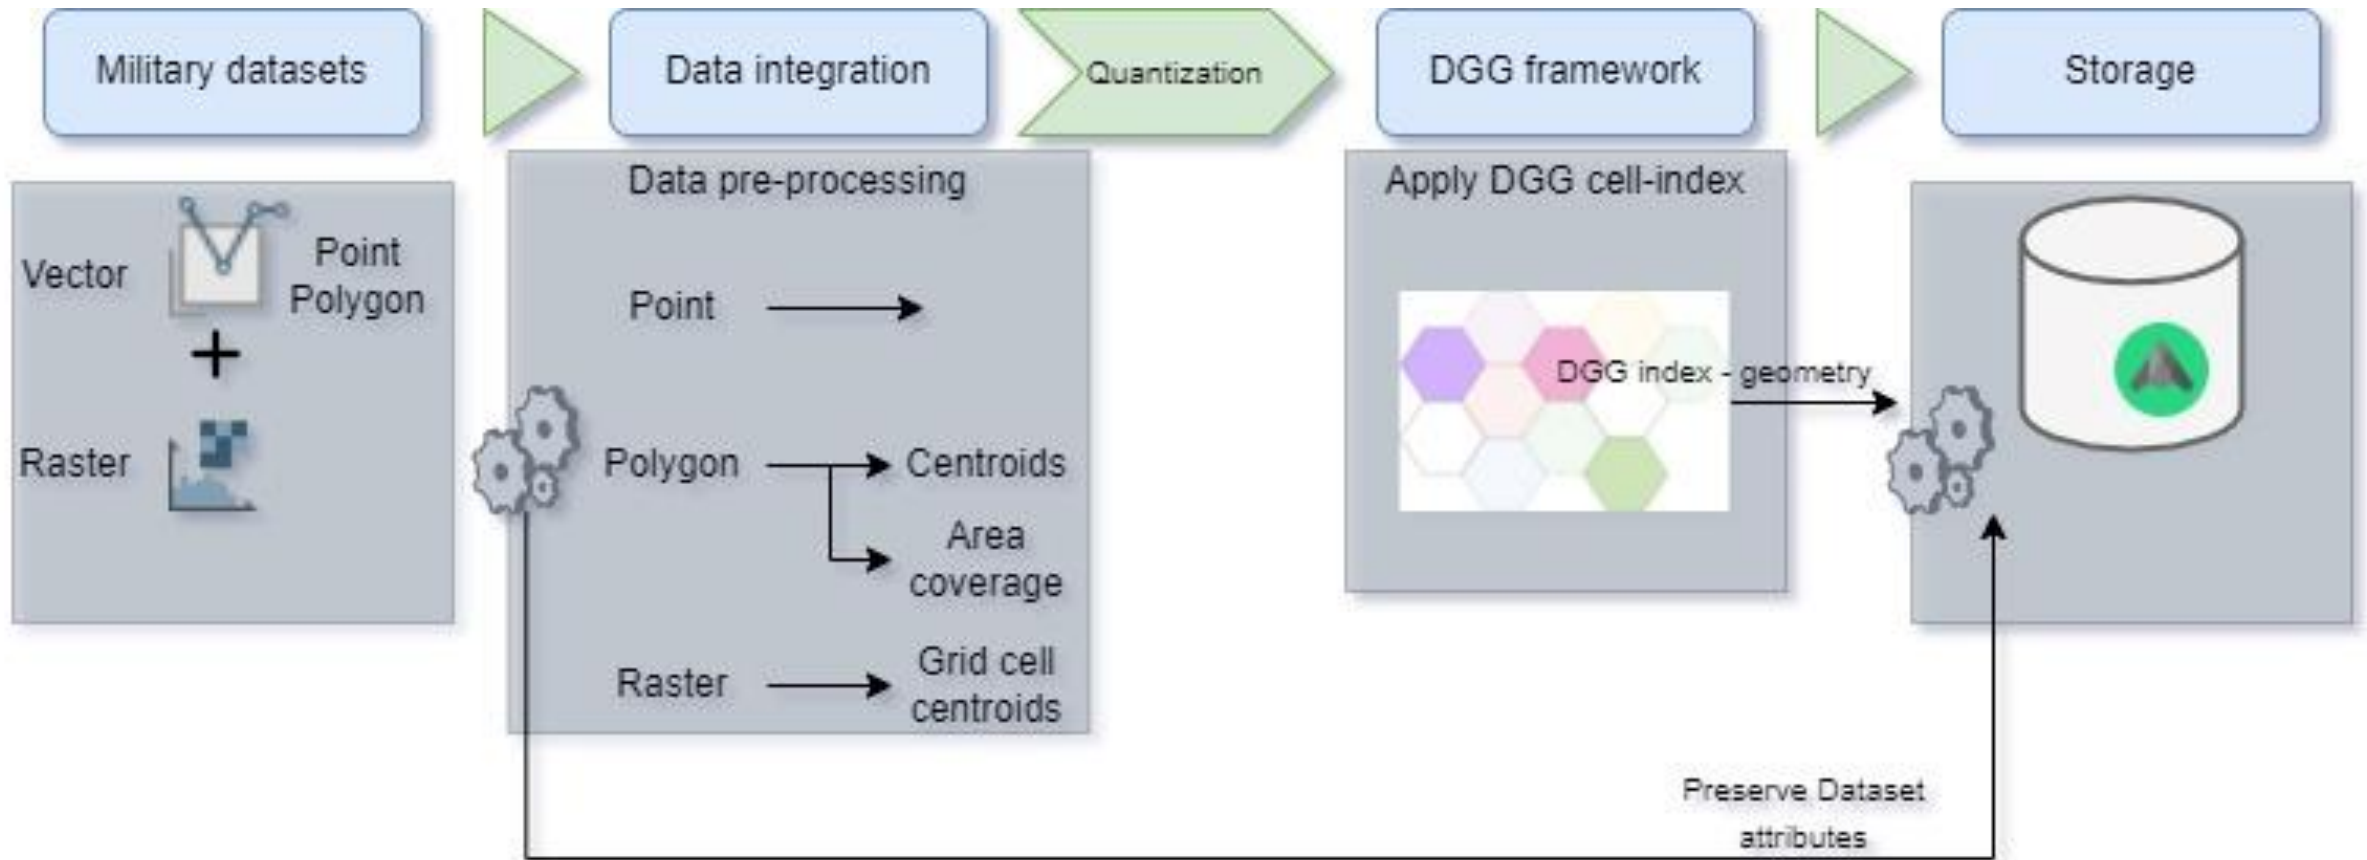 Military datasets
Data integration
Quantization
DGG framework
Storage
Vector
Point
Polygon
Raster
Data pre-processing
Point
Polygon
Centroids
Area
coverage
Raster
Grid cell
centroids
Apply DGG cell-index
DGG index - geometry
Preserve Dataset
attributes